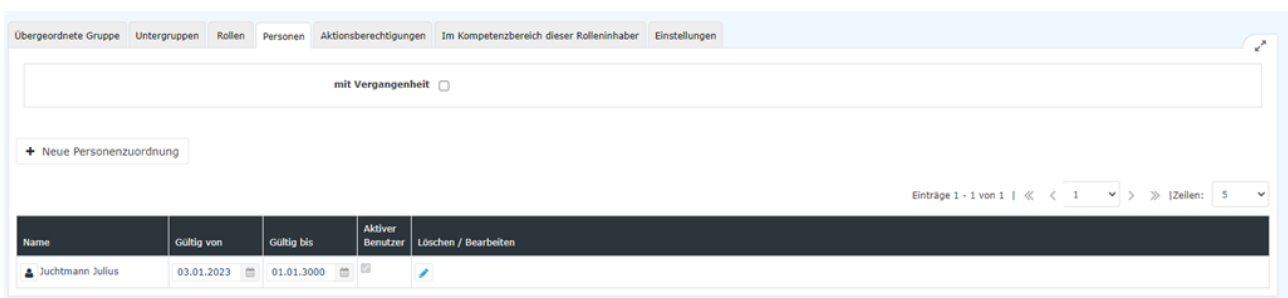 Übergeordnete Gruppe Untergruppen Rollen Personen Aktionsberechtigungen Im Kompetenzbereich dieser Rolleninhaber Einstellungen
mit Vergangenheit
+ Neue Personenzuordnung
Einträge 1 - 1 von 1 | « < 1 > » |Zeilen: 5
Name Gültig von Gültig bis Aktiver Benutzer Löschen / Bearbeiten
Juchtmann Julius 03.01.2023 01.01.3000